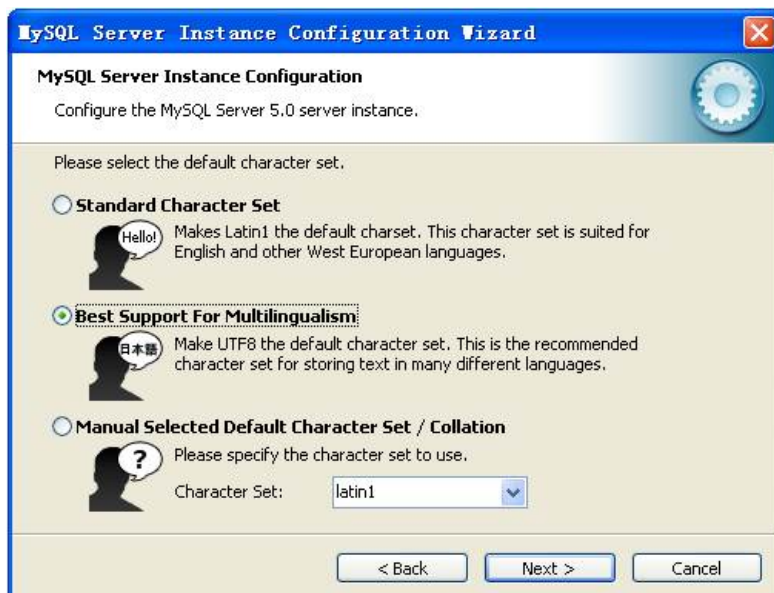 MySQL Server Instance Configuration Wizard
MySQL Server Instance Configuration
Configure the MySQL Server 5.0 server instance.
Please select the default character set.
Standard Character Set
Hello!
Makes Latin1 the default charset. This character set is suited for
English and other West European languages.
Best Support For Multilingualism
日本語
Make UTF8 the default character set. This is the recommended
character set for storing text in many different languages.
Manual Selected Default Character Set / Collation
?
Please specify the character set to use.
Character Set:
latin1
< Back
Next >
Cancel